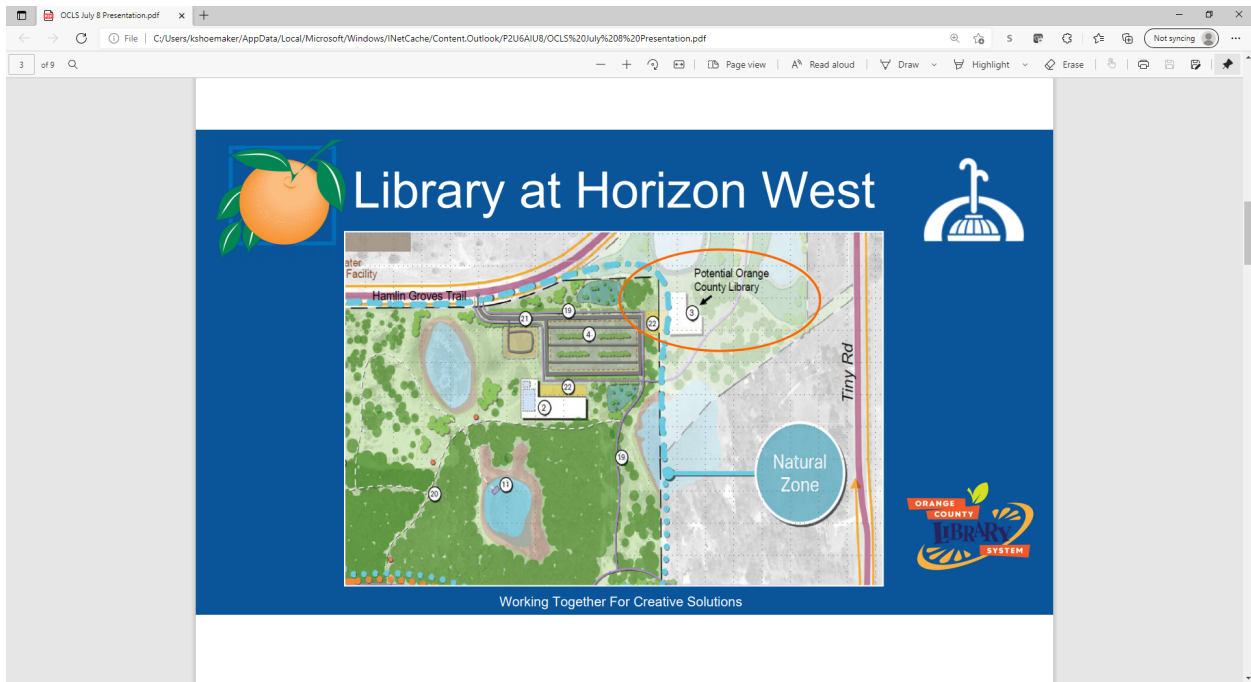 OCLS July 8 Presentation.pdf
File | C:/Users/kshoemaker/AppData/Local/Microsoft/Windows/INetCache/Content.Outlook/P2U6AIU8/OCLS%20July%208%20Presentation.pdf
S
Not syncing
3 of 9
Page view
Read aloud
Draw
Highlight
Erase
Library at Horizon West
ater
Facility
Hamlin Groves Trail
Potential Orange
County Library
3
19
21
22
4
22
2
Tiny Rd
19
Natural
Zone
11
20
ORANGE
COUNTY
LIBRARY
SYSTEM
Working Together For Creative Solutions